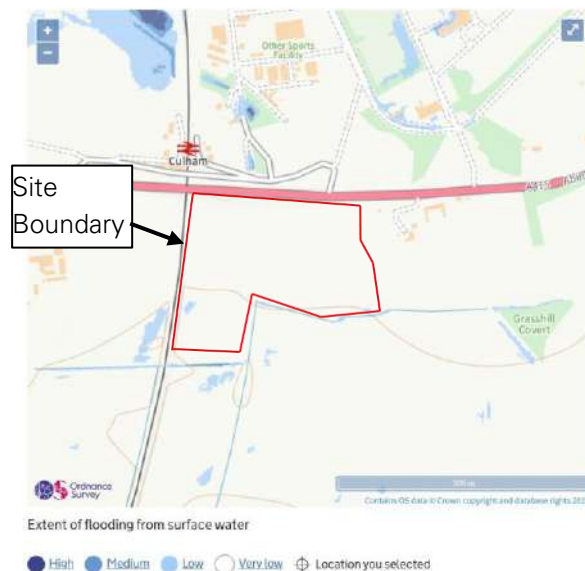 +
−
Other Sports
Facility
Culham
Site
Boundary
Grasshill
Covert
Ordnance
Survey
Contains OS data © Crown copyright and database rights
Extent of flooding from surface water
High Medium Low Very low Location you selected